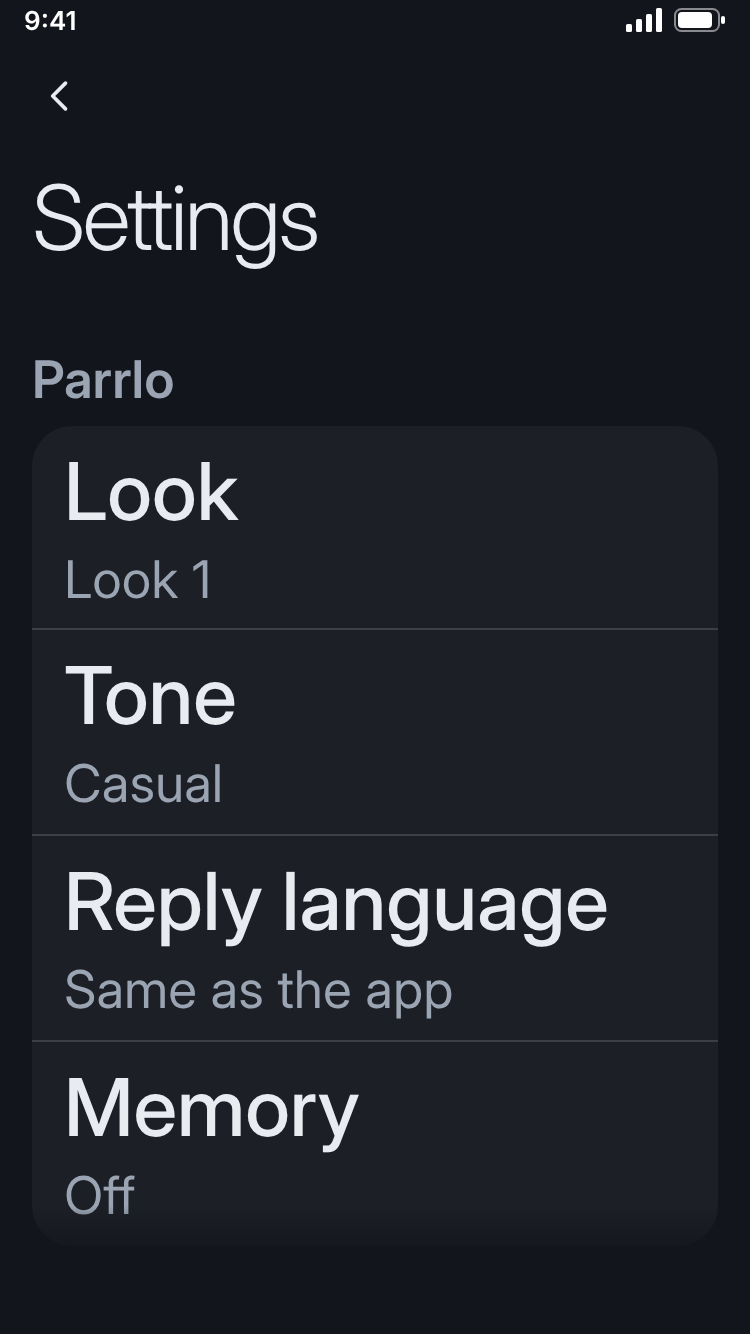 9:41
Settings
Parrlo
Look
Look 1
Tone
Casual
Reply language
Same as the app
Memory
Off